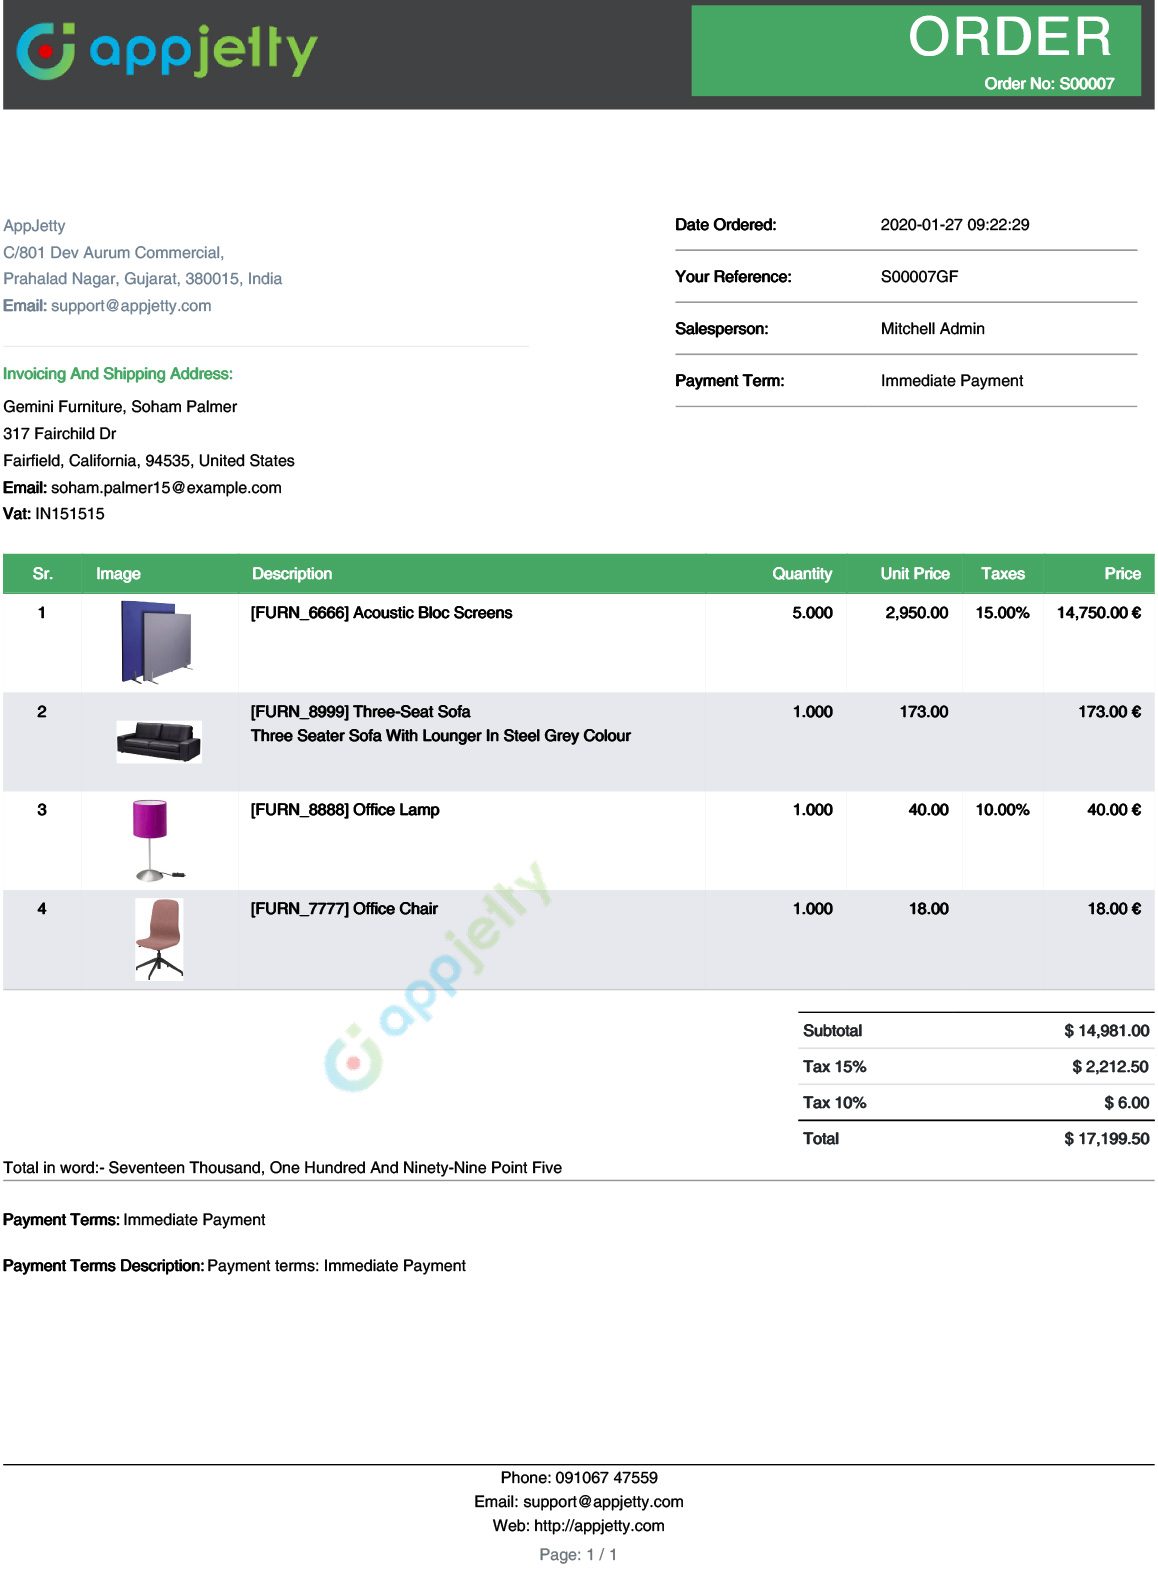 appjetty
ORDER
Order No: S00007
AppJetty
C/801 Dev Aurum Commercial,
Prahalad Nagar, Gujarat, 380015, India
Email: support@appjetty.com
Date Ordered: 2020-01-27 09:22:29
Your Reference: S00007GF
Salesperson: Mitchell Admin
Payment Term: Immediate Payment
Invoicing And Shipping Address:
Gemini Furniture, Soham Palmer
317 Fairchild Dr
Fairfield, California, 94535, United States
Email: soham.palmer15@example.com
Vat: IN151515
Sr. Image Description Quantity Unit Price Taxes Price
1 [FURN_6666] Acoustic Bloc Screens 5.000 2,950.00 15.00% 14,750.00 €
2 [FURN_8999] Three-Seat Sofa 1.000 173.00 173.00 €
Three Seater Sofa With Lounger In Steel Grey Colour
3 [FURN_8888] Office Lamp 1.000 40.00 10.00% 40.00 €
4 [FURN_7777] Office Chair 1.000 18.00 18.00 €
appjetty
Subtotal $ 14,981.00
Tax 15% $ 2,212.50
Tax 10% $ 6.00
Total $ 17,199.50
Total in word:- Seventeen Thousand, One Hundred And Ninety-Nine Point Five
Payment Terms: Immediate Payment
Payment Terms Description: Payment terms: Immediate Payment
Phone: 091067 47559
Email: support@appjetty.com
Web: http://appjetty.com
Page: 1 / 1